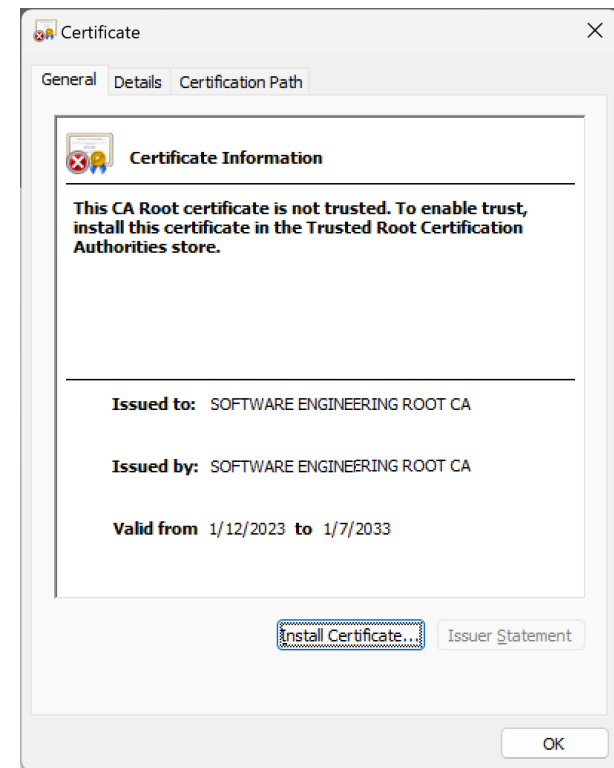 Certificate
General Details Certification Path
Certificate Information
This CA Root certificate is not trusted. To enable trust,
install this certificate in the Trusted Root Certification
Authorities store.
Issued to: SOFTWARE ENGINEERING ROOT CA
Issued by: SOFTWARE ENGINEERING ROOT CA
Valid from 1/12/2023 to 1/7/2033
Install Certificate... Issuer Statement
OK